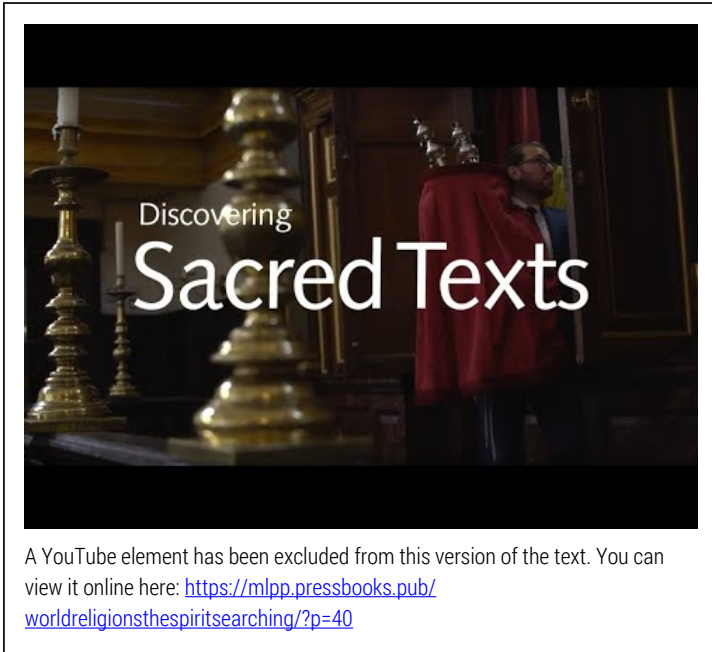 Discovering
Sacred Texts
A YouTube element has been excluded from this version of the text. You can
view it online here: https://mlpp.pressbooks.pub/
worldreligionsthespiritsearching/?p=40